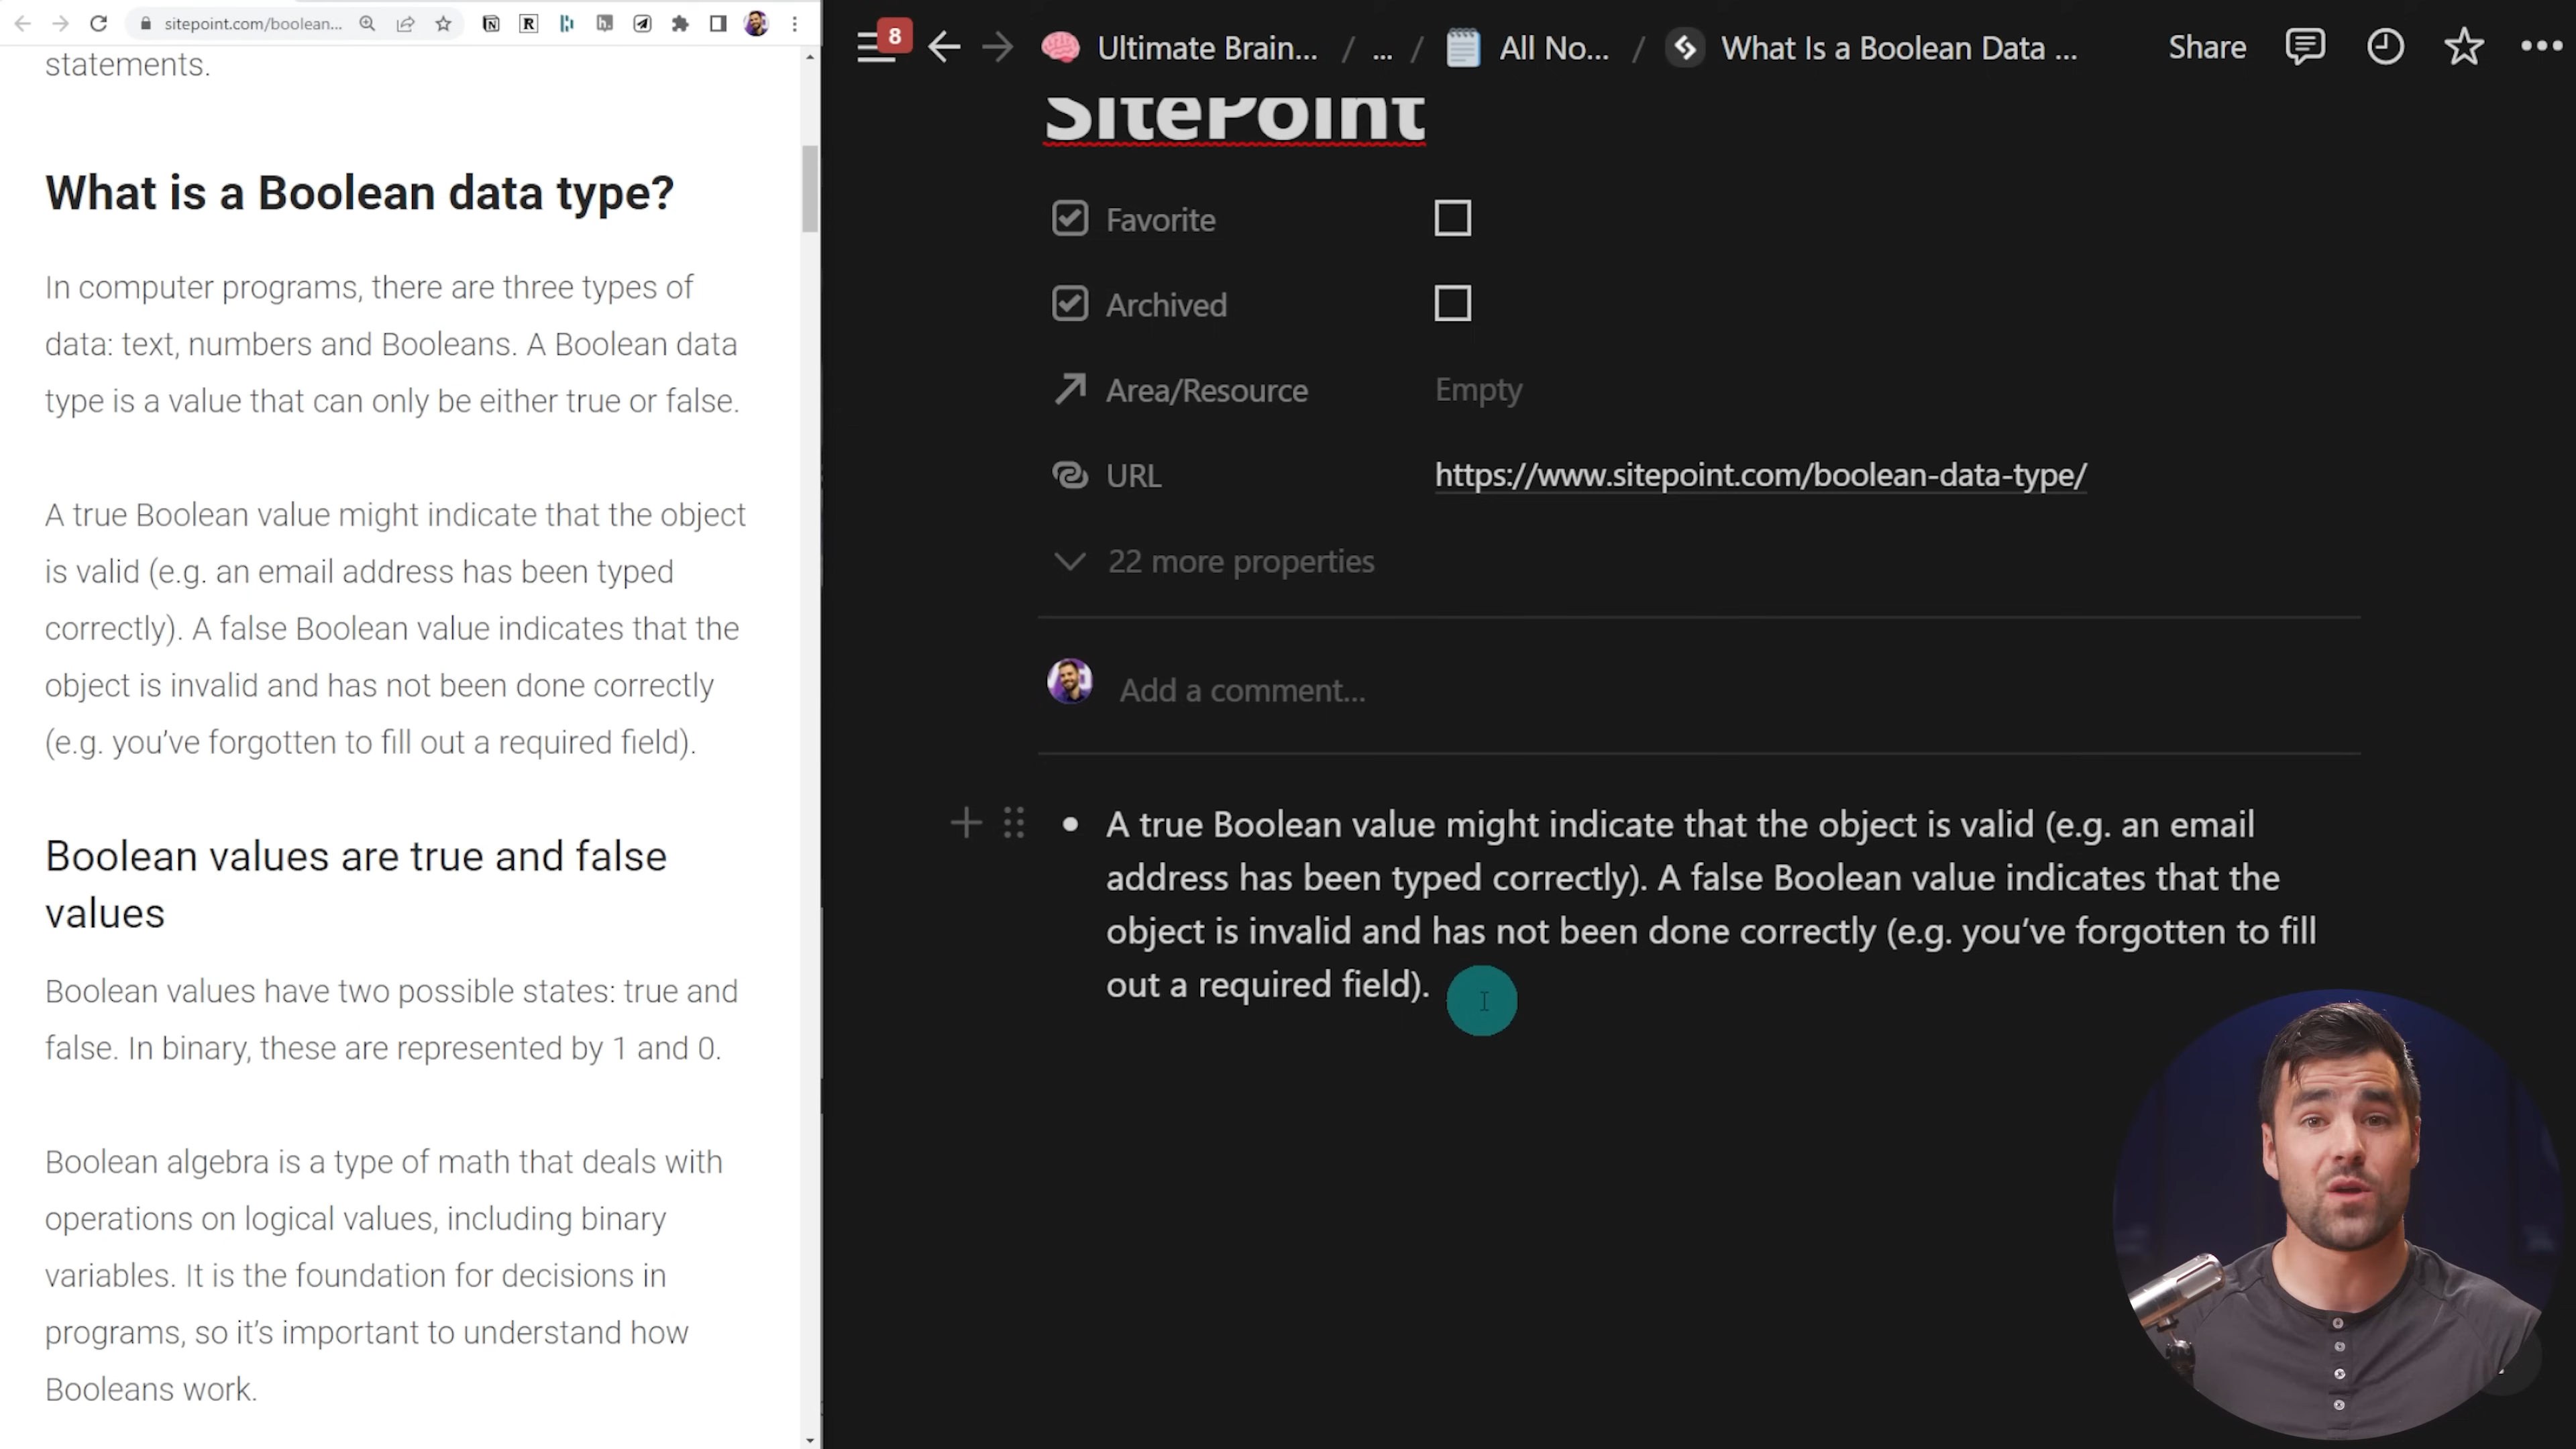 sitepoint.com/boolean...
statements.
What is a Boolean data type?
In computer programs, there are three types of
data: text, numbers and Booleans. A Boolean data
type is a value that can only be either true or false.
A true Boolean value might indicate that the object
is valid (e.g. an email address has been typed
correctly). A false Boolean value indicates that the
object is invalid and has not been done correctly
(e.g. you’ve forgotten to fill out a required field).
Boolean values are true and false
values
Boolean values have two possible states: true and
false. In binary, these are represented by 1 and 0.
Boolean algebra is a type of math that deals with
operations on logical values, including binary
variables. It is the foundation for decisions in
programs, so it’s important to understand how
Booleans work.
8
Ultimate Brain... / ... / All No... / What Is a Boolean Data ...
Share
SitePoint
Favorite
Archived
Area/Resource Empty
URL https://www.sitepoint.com/boolean-data-type/
22 more properties
Add a comment...
• A true Boolean value might indicate that the object is valid (e.g. an email
address has been typed correctly). A false Boolean value indicates that the
object is invalid and has not been done correctly (e.g. you’ve forgotten to fill
out a required field).